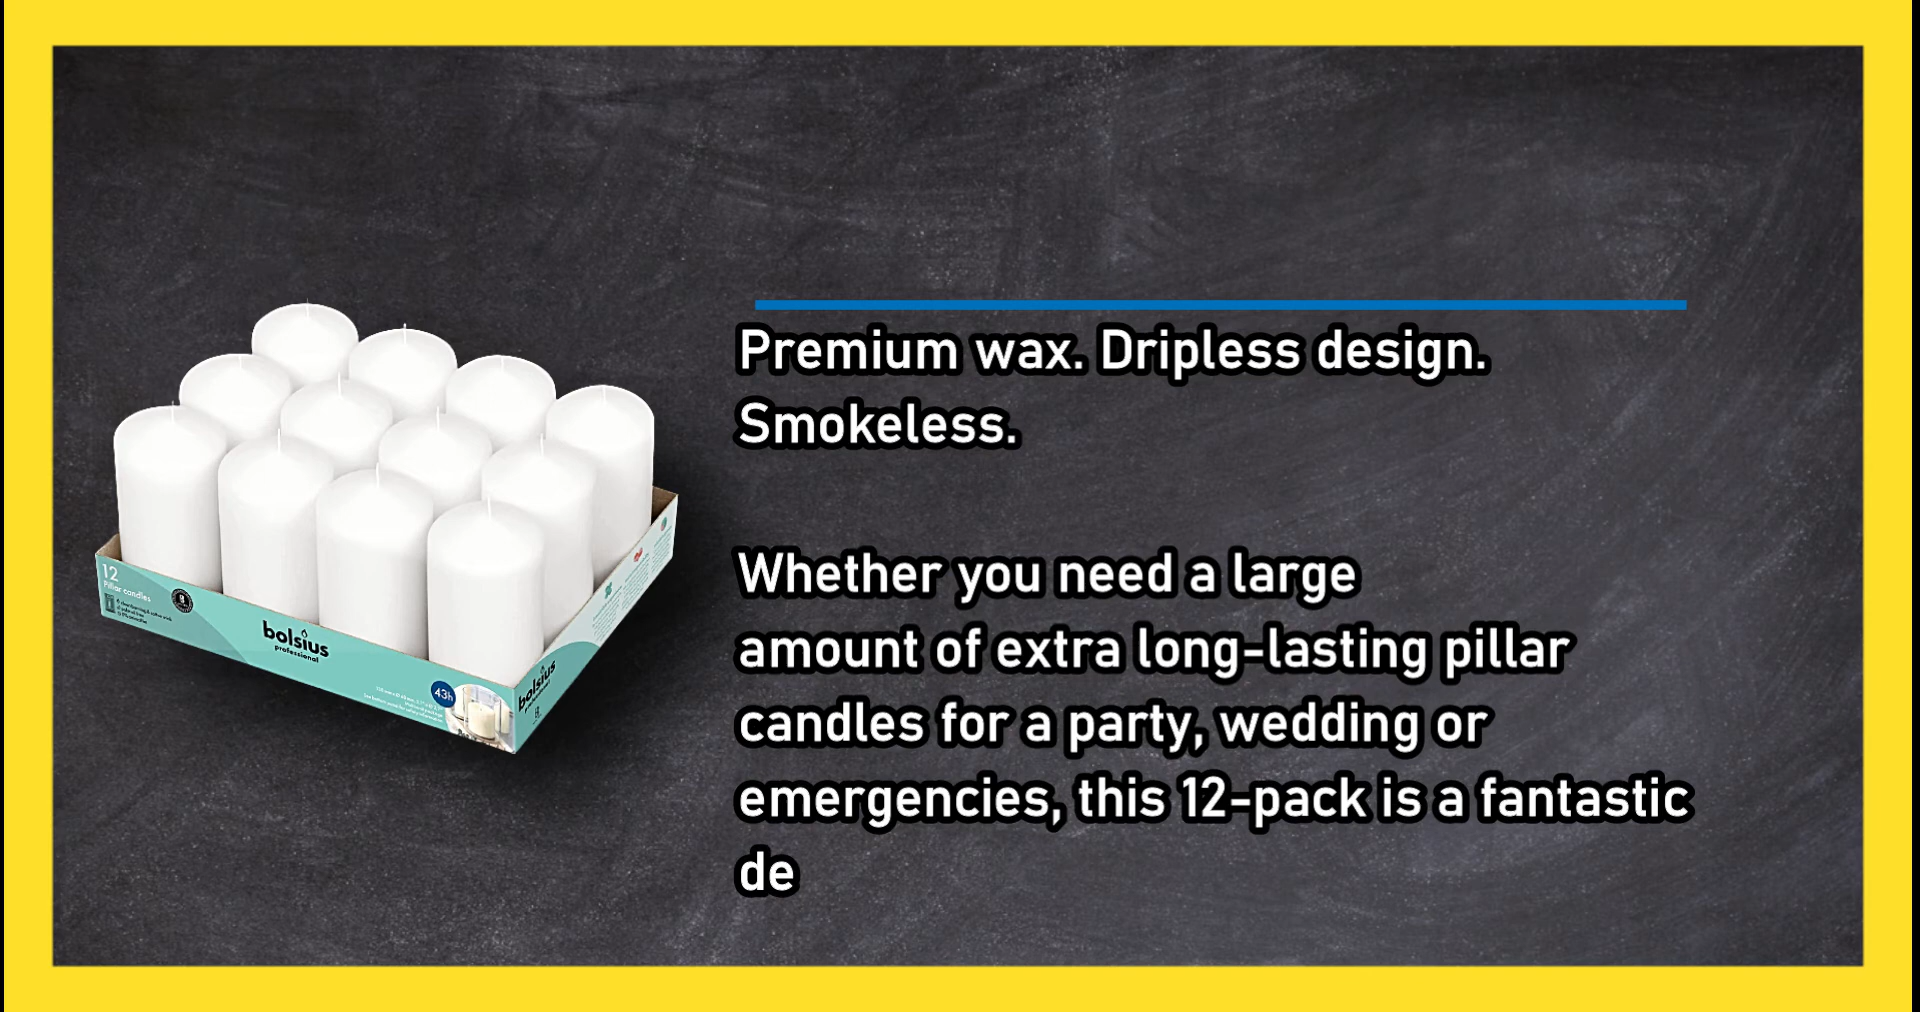 Premium wax. Dripless design.
Smokeless.
Whether you need a large
amount of extra long-lasting pillar
candles for a party, wedding or
emergencies, this 12-pack is a fantastic
de
12
Pillar candles
bolsius
professional
43h
bolsius